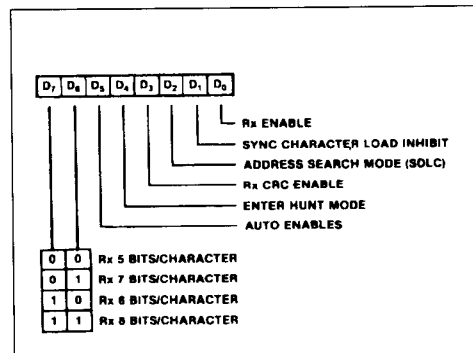 D7 D6 D5 D4 D3 D2 D1 D0
Rx ENABLE
SYNC CHARACTER LOAD INHIBIT
ADDRESS SEARCH MODE (SDLC)
Rx CRC ENABLE
ENTER HUNT MODE
AUTO ENABLES
0 0 Rx 5 BITS/CHARACTER
0 1 Rx 7 BITS/CHARACTER
1 0 Rx 6 BITS/CHARACTER
1 1 Rx 8 BITS/CHARACTER